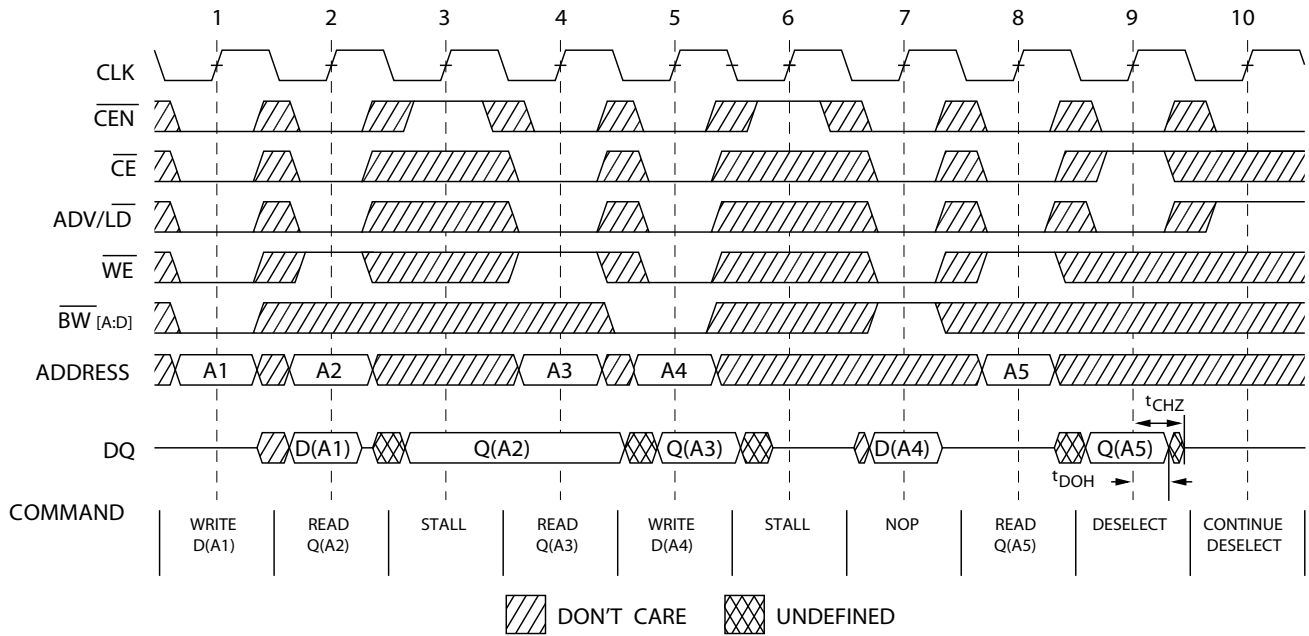 1 2 3 4 5 6 7 8 9 10
CLK
CEN
CE
ADV/LD
WE
BW [A:D]
ADDRESS A1 A2 A3 A4 A5
tCHZ
DQ D(A1) Q(A2) Q(A3) D(A4) Q(A5)
tDOH
COMMAND
WRITE READ STALL READ WRITE STALL NOP READ DESELECT CONTINUE
D(A1) Q(A2) Q(A3) D(A4) Q(A5) DESELECT
DON'T CARE UNDEFINED